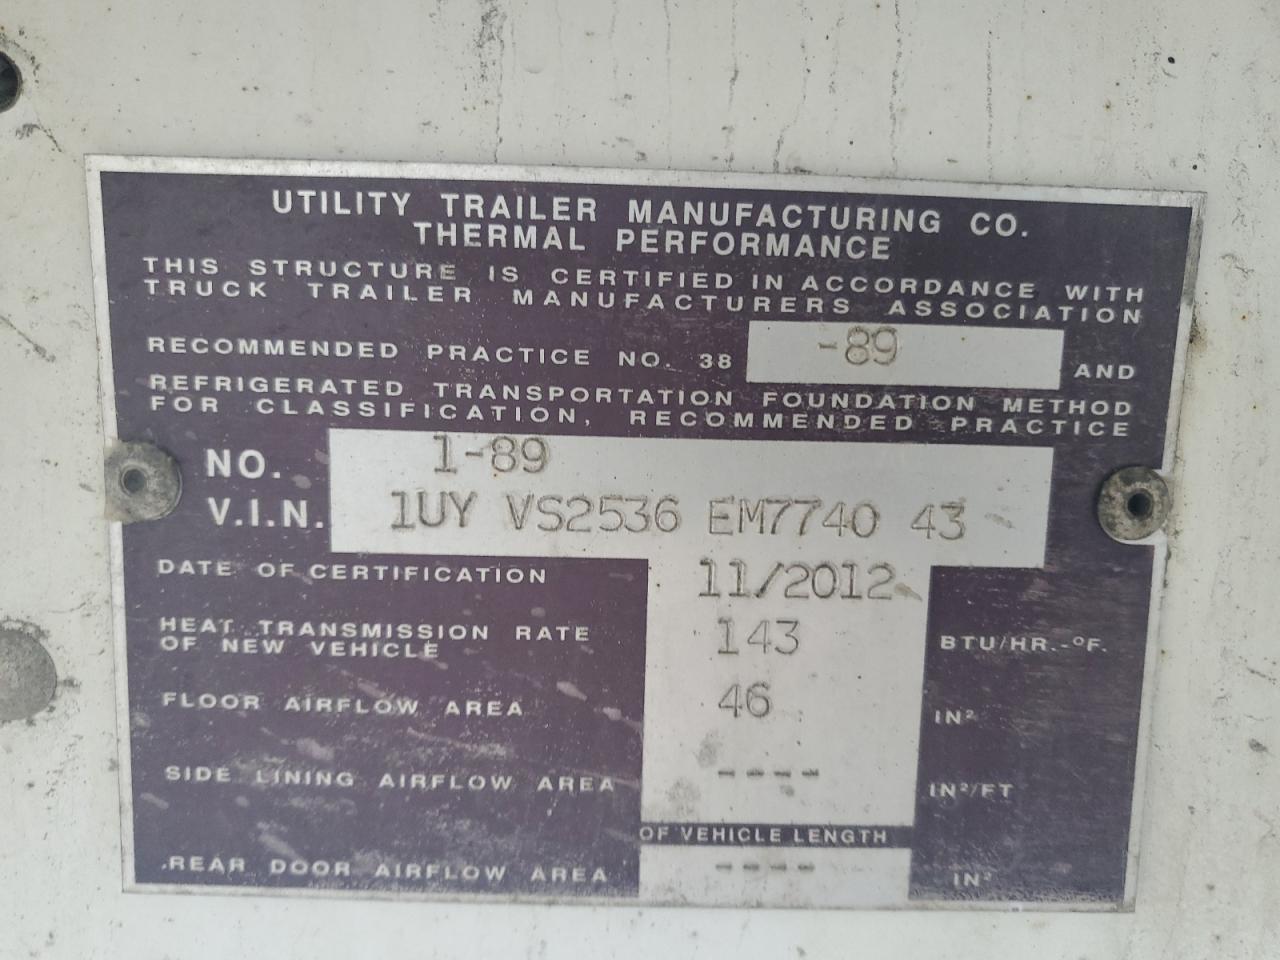 UTILITY TRAILER MANUFACTURING CO.
THERMAL PERFORMANCE
THIS STRUCTURE IS CERTIFIED IN ACCORDANCE WITH
TRUCK TRAILER MANUFACTURERS ASSOCIATION
RECOMMENDED PRACTICE NO. 38 -89 AND
REFRIGERATED TRANSPORTATION FOUNDATION METHOD
FOR CLASSIFICATION, RECOMMENDED PRACTICE
NO. 1-89
V.I.N. 1UY VS2536 EM7740 43
DATE OF CERTIFICATION 11/2012
HEAT TRANSMISSION RATE
OF NEW VEHICLE 143 BTU/HR.-°F.
FLOOR AIRFLOW AREA 46 IN²
SIDE LINING AIRFLOW AREA ---- IN²/FT
OF VEHICLE LENGTH
REAR DOOR AIRFLOW AREA ---- IN²